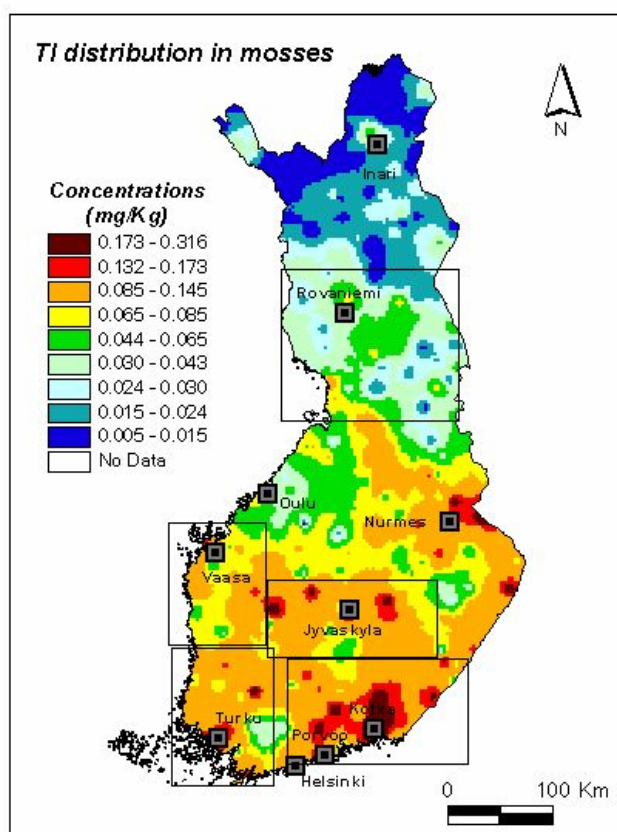 Tl distribution in mosses
N
Inari
Concentrations
(mg/Kg)
0.173 - 0.316
0.132 - 0.173
0.085 - 0.145
0.065 - 0.085
0.044 - 0.065
0.030 - 0.043
0.024 - 0.030
0.015 - 0.024
0.005 - 0.015
No Data
Rovaniemi
Oulu
Nurmes
Vaasa
Jyvaskyla
Kotka
Turku
Porvoo
Helsinki
0 100 Km